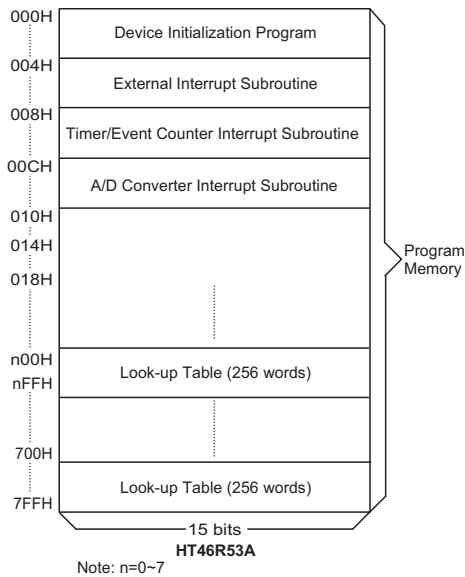 000H
Device Initialization Program
004H
External Interrupt Subroutine
008H
Timer/Event Counter Interrupt Subroutine
00CH
A/D Converter Interrupt Subroutine
010H
014H
018H
Program
Memory
n00H
Look-up Table (256 words)
nFFH
700H
Look-up Table (256 words)
7FFH
15 bits
HT46R53A
Note: n=0~7